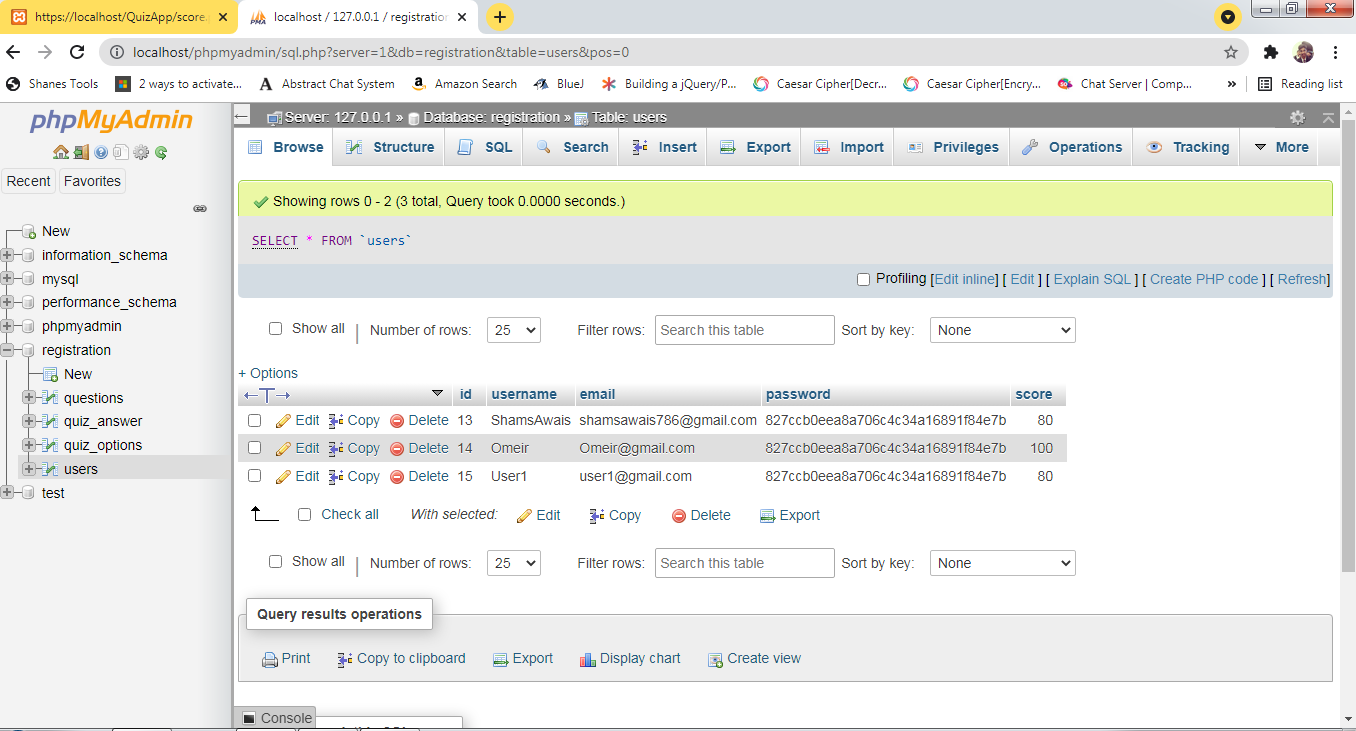 https://localhost/QuizApp/score. localhost / 127.0.0.1 / registration
localhost/phpmyadmin/sql.php?server=1&db=registration&table=users&pos=0
Shanes Tools 2 ways to activate... Abstract Chat System Amazon Search BlueJ Building a jQuery/P... Caesar Cipher[Decr... Caesar Cipher[Encry... Chat Server | Comp... » Reading list
phpMyAdmin
Recent Favorites
New
information_schema
mysql
performance_schema
phpmyadmin
registration
New
questions
quiz_answer
quiz_options
users
test
Server: 127.0.0.1 » Database: registration » Table: users
Browse Structure SQL Search Insert Export Import Privileges Operations Tracking More
Showing rows 0 - 2 (3 total, Query took 0.0000 seconds.)
SELECT * FROM `users`
Profiling [Edit inline] [ Edit ] [ Explain SQL ] [ Create PHP code ] [ Refresh]
Show all | Number of rows: 25 Filter rows: Search this table Sort by key: None
+ Options
←T→ id username email password score
Edit Copy Delete 13 ShamsAwais shamsawais786@gmail.com 827ccb0eea8a706c4c34a16891f84e7b 80
Edit Copy Delete 14 Omeir Omeir@gmail.com 827ccb0eea8a706c4c34a16891f84e7b 100
Edit Copy Delete 15 User1 user1@gmail.com 827ccb0eea8a706c4c34a16891f84e7b 80
Check all With selected: Edit Copy Delete Export
Show all | Number of rows: 25 Filter rows: Search this table Sort by key: None
Query results operations
Print Copy to clipboard Export Display chart Create view
Console